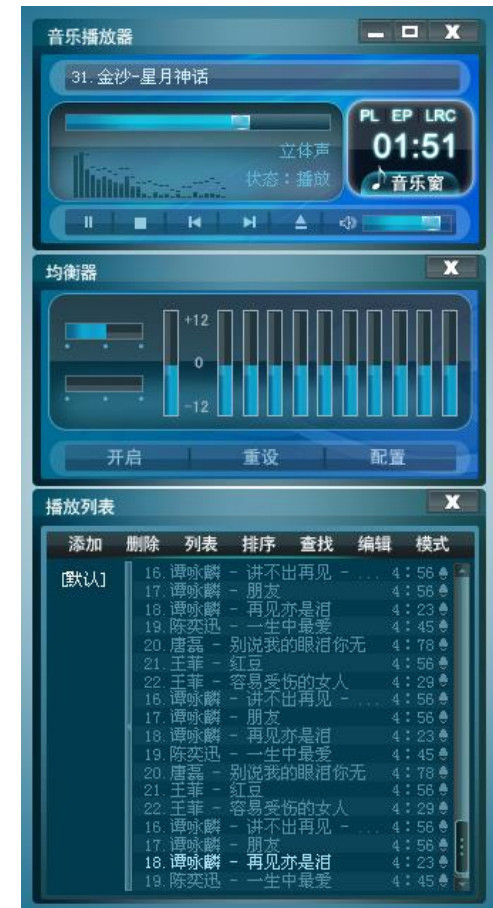 音乐播放器
31. 金沙-星月神话
PL EP LRC
01:51
音乐窗
立体声
状态：播放
均衡器
+12
0
-12
开启 重设 配置
播放列表
添加 删除 列表 排序 查找 编辑 模式
[默认]
16. 谭咏麟 - 讲不出再见 - ... 4:56
17. 谭咏麟 - 朋友 4:56
18. 谭咏麟 - 再见亦是泪 4:23
19. 陈奕迅 - 一生中最爱 4:45
20. 唐磊 - 别说我的眼泪你无 4:78
21. 王菲 - 红豆 4:56
22. 王菲 - 容易受伤的女人 4:29
16. 谭咏麟 - 讲不出再见 - ... 4:56
17. 谭咏麟 - 朋友 4:56
18. 谭咏麟 - 再见亦是泪 4:23
19. 陈奕迅 - 一生中最爱 4:45
20. 唐磊 - 别说我的眼泪你无 4:78
21. 王菲 - 红豆 4:56
22. 王菲 - 容易受伤的女人 4:29
16. 谭咏麟 - 讲不出再见 - ... 4:56
17. 谭咏麟 - 朋友 4:56
18. 谭咏麟 - 再见亦是泪 4:23
19. 陈奕迅 - 一生中最爱 4:45